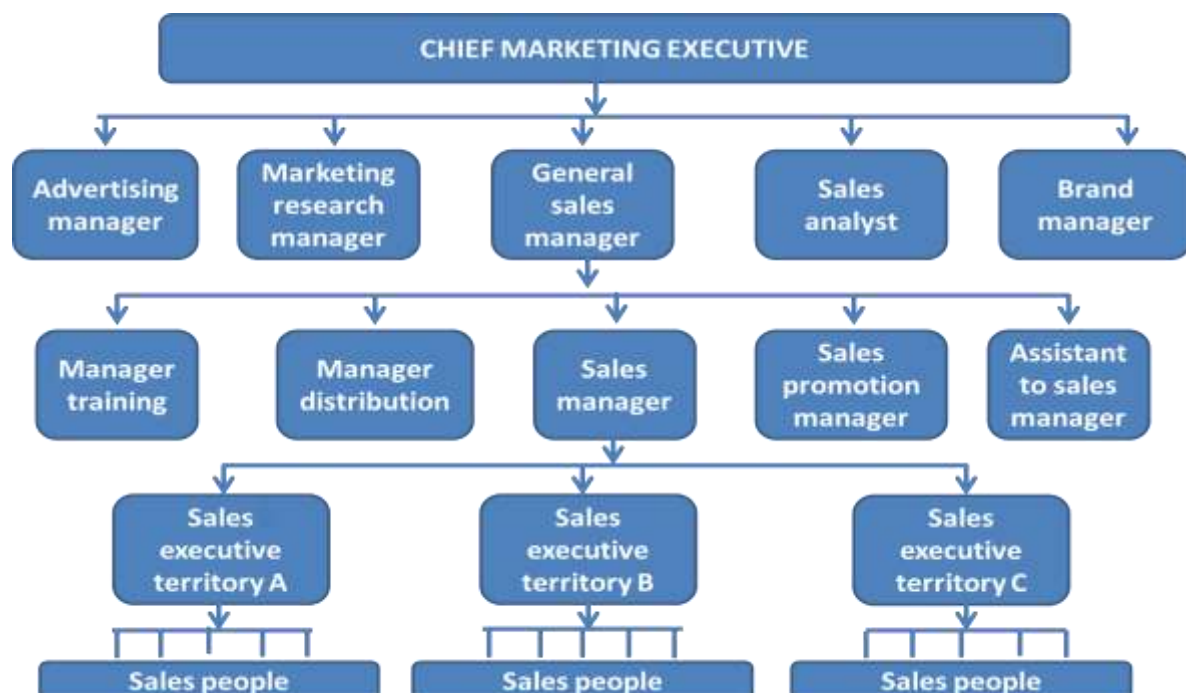 CHIEF MARKETING EXECUTIVE
Advertising
manager
Marketing
research
manager
General
sales
manager
Sales
analyst
Brand
manager
Manager
training
Manager
distribution
Sales
manager
Sales
promotion
manager
Assistant
to sales
manager
Sales
executive
territory A
Sales
executive
territory B
Sales
executive
territory C
Sales people
Sales people
Sales people